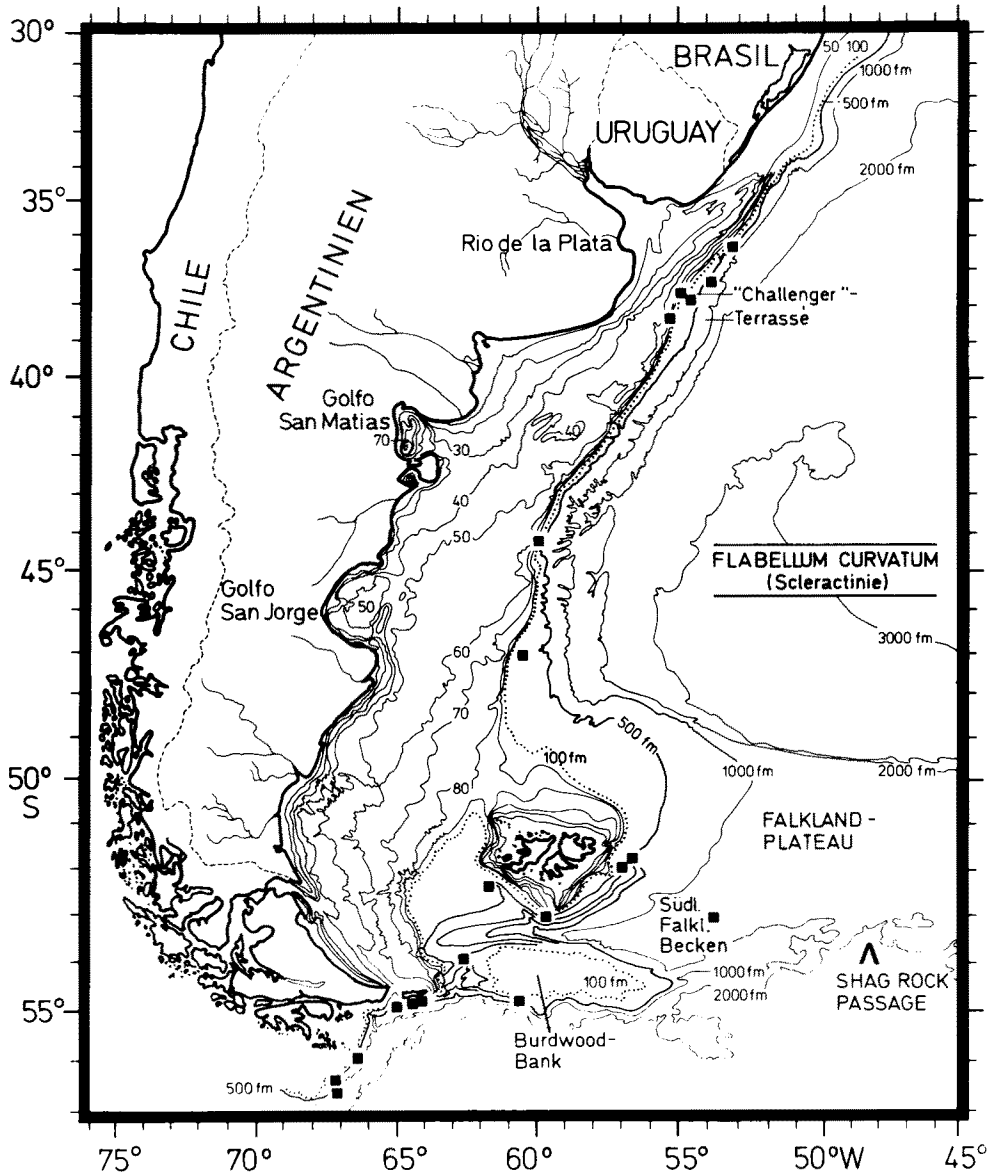 30°
BRASIL
50 100
1000 fm
500 fm
URUGUAY
2000 fm
35°
ARGENTINIEN
Rio de la Plata
CHILE
"Challenger"-
Terrasse
40°
Golfo
San Matias
70
30
40
40
50
45°
FLABELLUM CURVATUM
(Scleractinie)
Golfo
San Jorge
50
3000 fm
60
70
500 fm
100 fm
1000 fm
2000 fm
50°
S
80
FALKLAND-
PLATEAU
Südl.
Falkl.
Becken
1000 fm
2000 fm
SHAG ROCK
PASSAGE
100 fm
55°
Burdwood-
Bank
500 fm
75° 70° 65° 60° 55° 50°W 45°